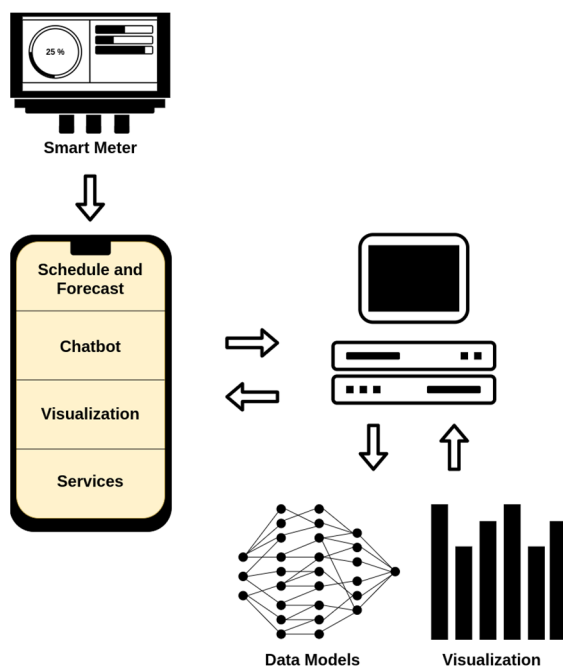 25 %
Smart Meter
Schedule and
Forecast
Chatbot
Visualization
Services
Data Models
Visualization